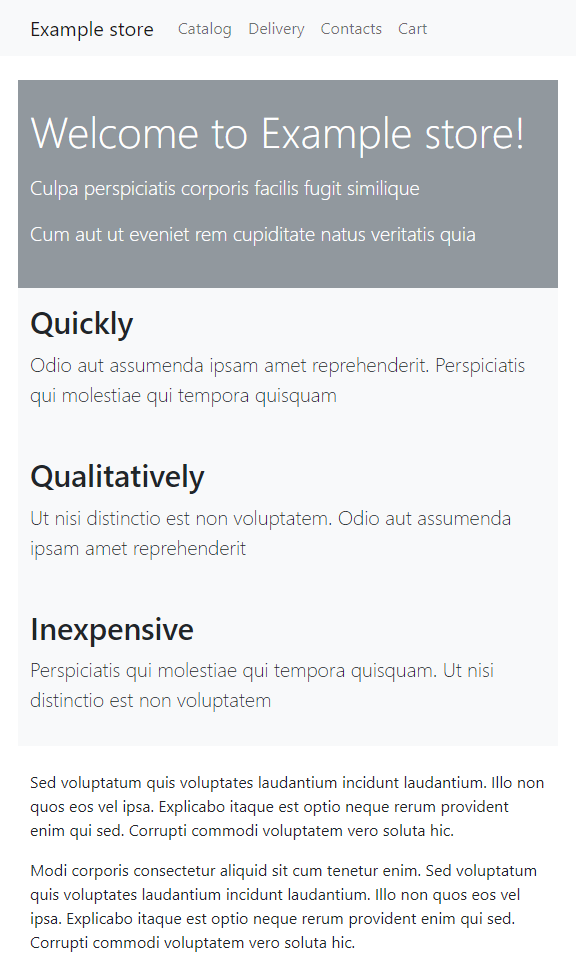 Example store Catalog Delivery Contacts Cart
Welcome to Example store!
Culpa perspiciatis corporis facilis fugit similique
Cum aut ut eveniet rem cupiditate natus veritatis quia
Quickly
Odio aut assumenda ipsam amet reprehenderit. Perspiciatis
qui molestiae qui tempora quisquam
Qualitatively
Ut nisi distinctio est non voluptatem. Odio aut assumenda
ipsam amet reprehenderit
Inexpensive
Perspiciatis qui molestiae qui tempora quisquam. Ut nisi
distinctio est non voluptatem
Sed voluptatum quis voluptates laudantium incidunt laudantium. Illo non
quos eos vel ipsa. Explicabo itaque est optio neque rerum provident
enim qui sed. Corrupti commodi voluptatem vero soluta hic.
Modi corporis consectetur aliquid sit cum tenetur enim. Sed voluptatum
quis voluptates laudantium incidunt laudantium. Illo non quos eos vel
ipsa. Explicabo itaque est optio neque rerum provident enim qui sed.
Corrupti commodi voluptatem vero soluta hic.